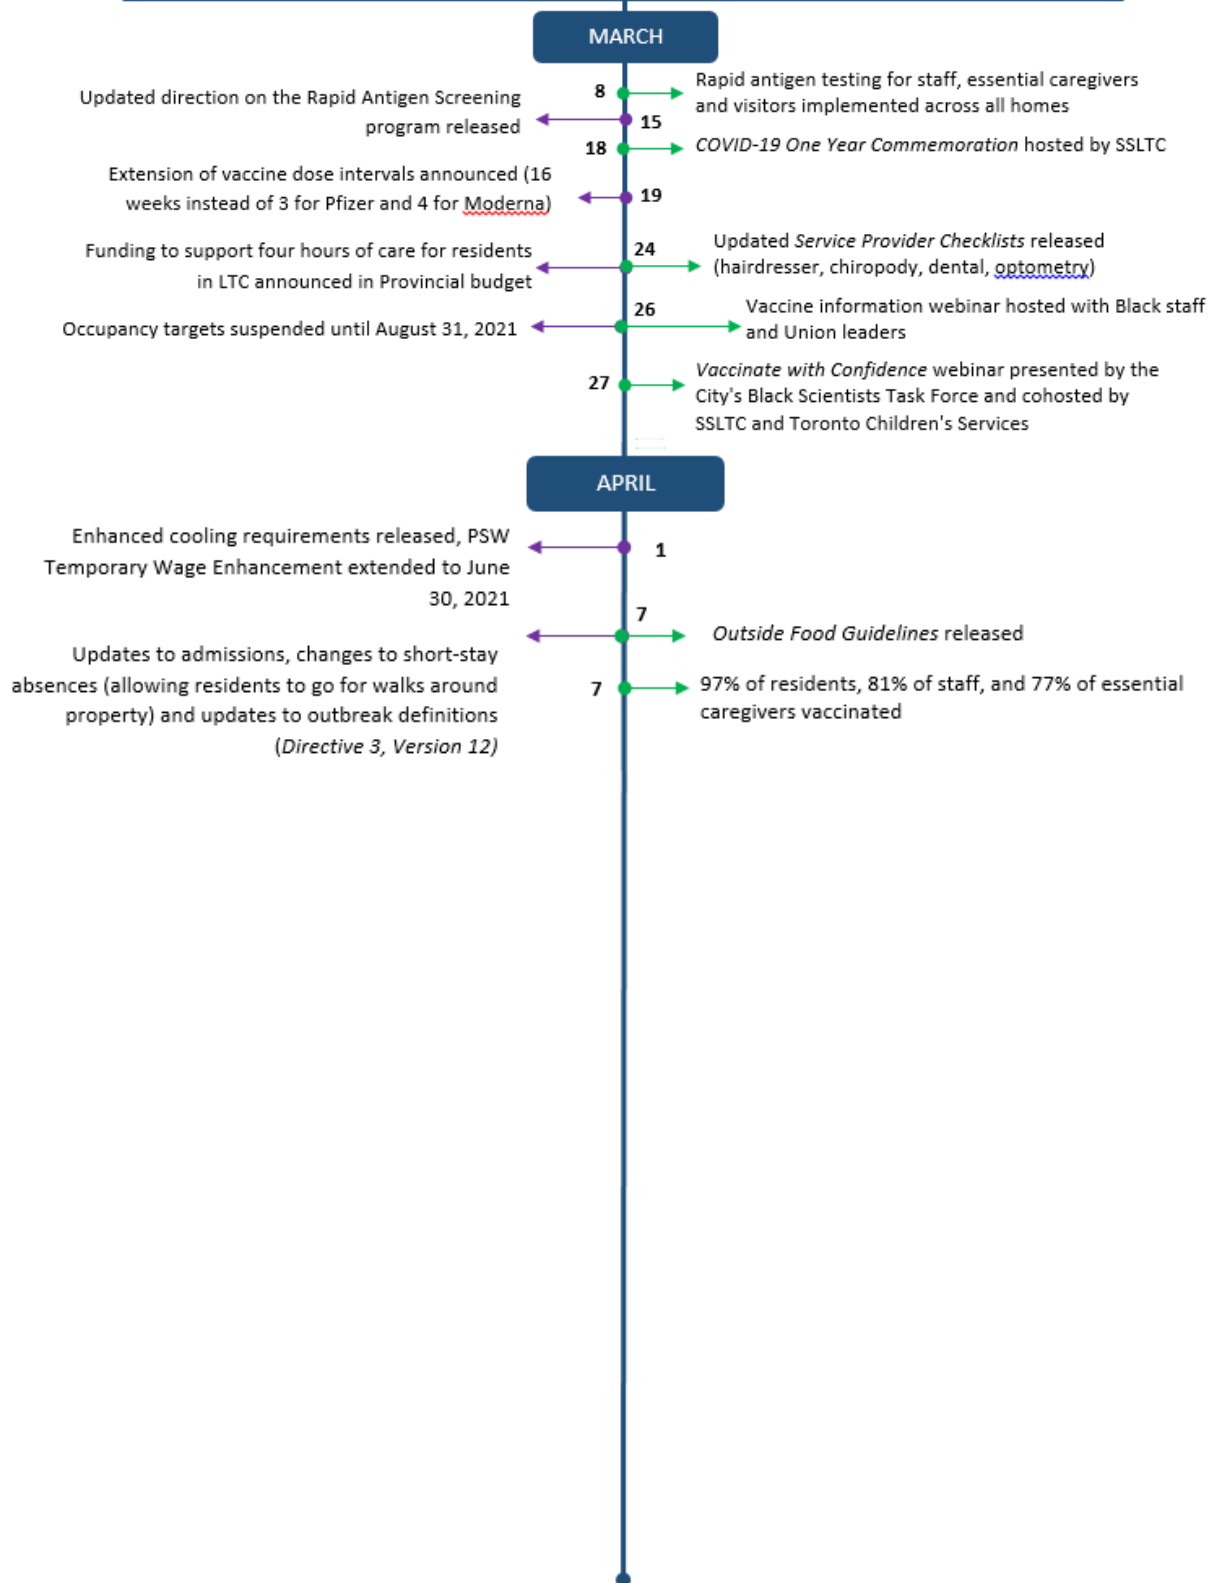 MARCH
8
Rapid antigen testing for staff, essential caregivers
and visitors implemented across all homes
Updated direction on the Rapid Antigen Screening
program released
15
18
COVID-19 One Year Commemoration hosted by SSLTC
Extension of vaccine dose intervals announced (16
weeks instead of 3 for Pfizer and 4 for Moderna)
19
24
Funding to support four hours of care for residents
in LTC announced in Provincial budget
Updated Service Provider Checklists released
(hairdresser, chiropody, dental, optometry)
26
Occupancy targets suspended until August 31, 2021
Vaccine information webinar hosted with Black staff
and Union leaders
27
Vaccinate with Confidence webinar presented by the
City's Black Scientists Task Force and cohosted by
SSLTC and Toronto Children's Services
APRIL
Enhanced cooling requirements released, PSW
Temporary Wage Enhancement extended to June
30, 2021
1
7
Outside Food Guidelines released
Updates to admissions, changes to short-stay
absences (allowing residents to go for walks around
property) and updates to outbreak definitions
(Directive 3, Version 12)
7
97% of residents, 81% of staff, and 77% of essential
caregivers vaccinated